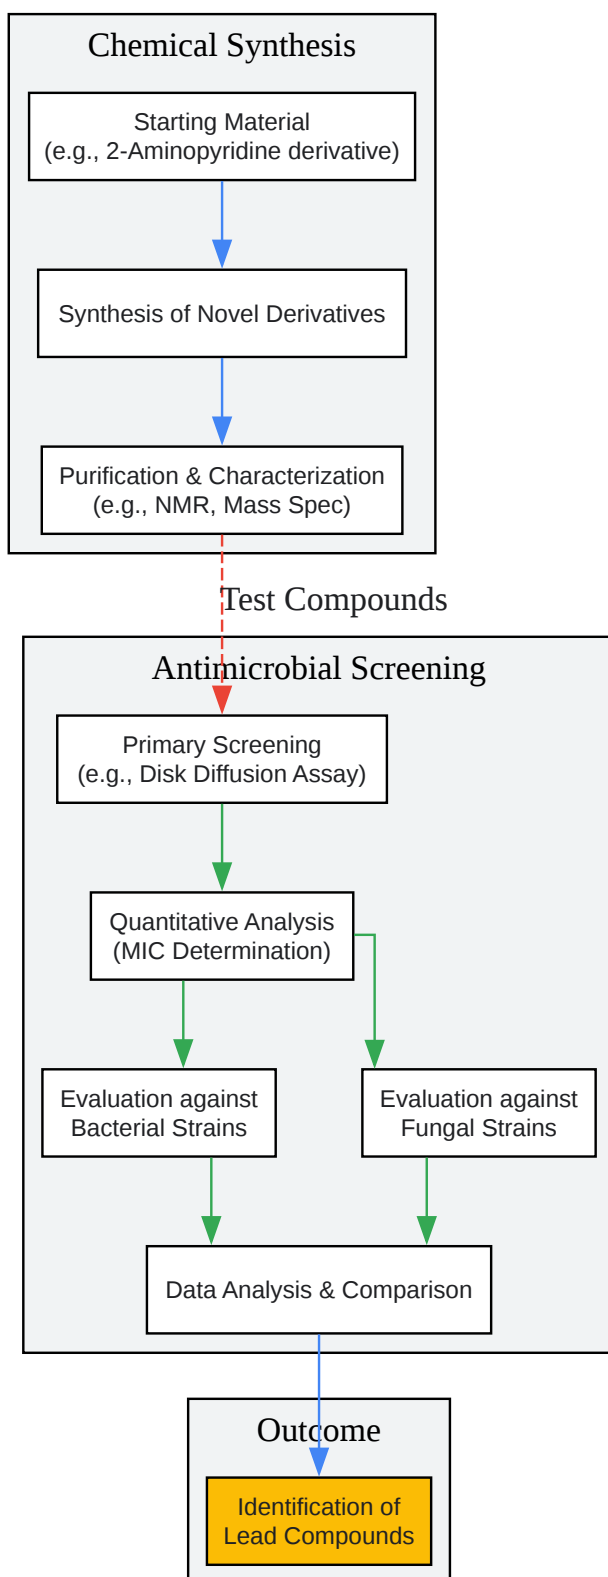 Chemical Synthesis
Starting Material
(e.g., 2-Aminopyridine derivative)
Synthesis of Novel Derivatives
Purification & Characterization
(e.g., NMR, Mass Spec)
Test Compounds
Antimicrobial Screening
Primary Screening
(e.g., Disk Diffusion Assay)
Quantitative Analysis
(MIC Determination)
Evaluation against
Bacterial Strains
Evaluation against
Fungal Strains
Data Analysis & Comparison
Outcome
Identification of
Lead Compounds